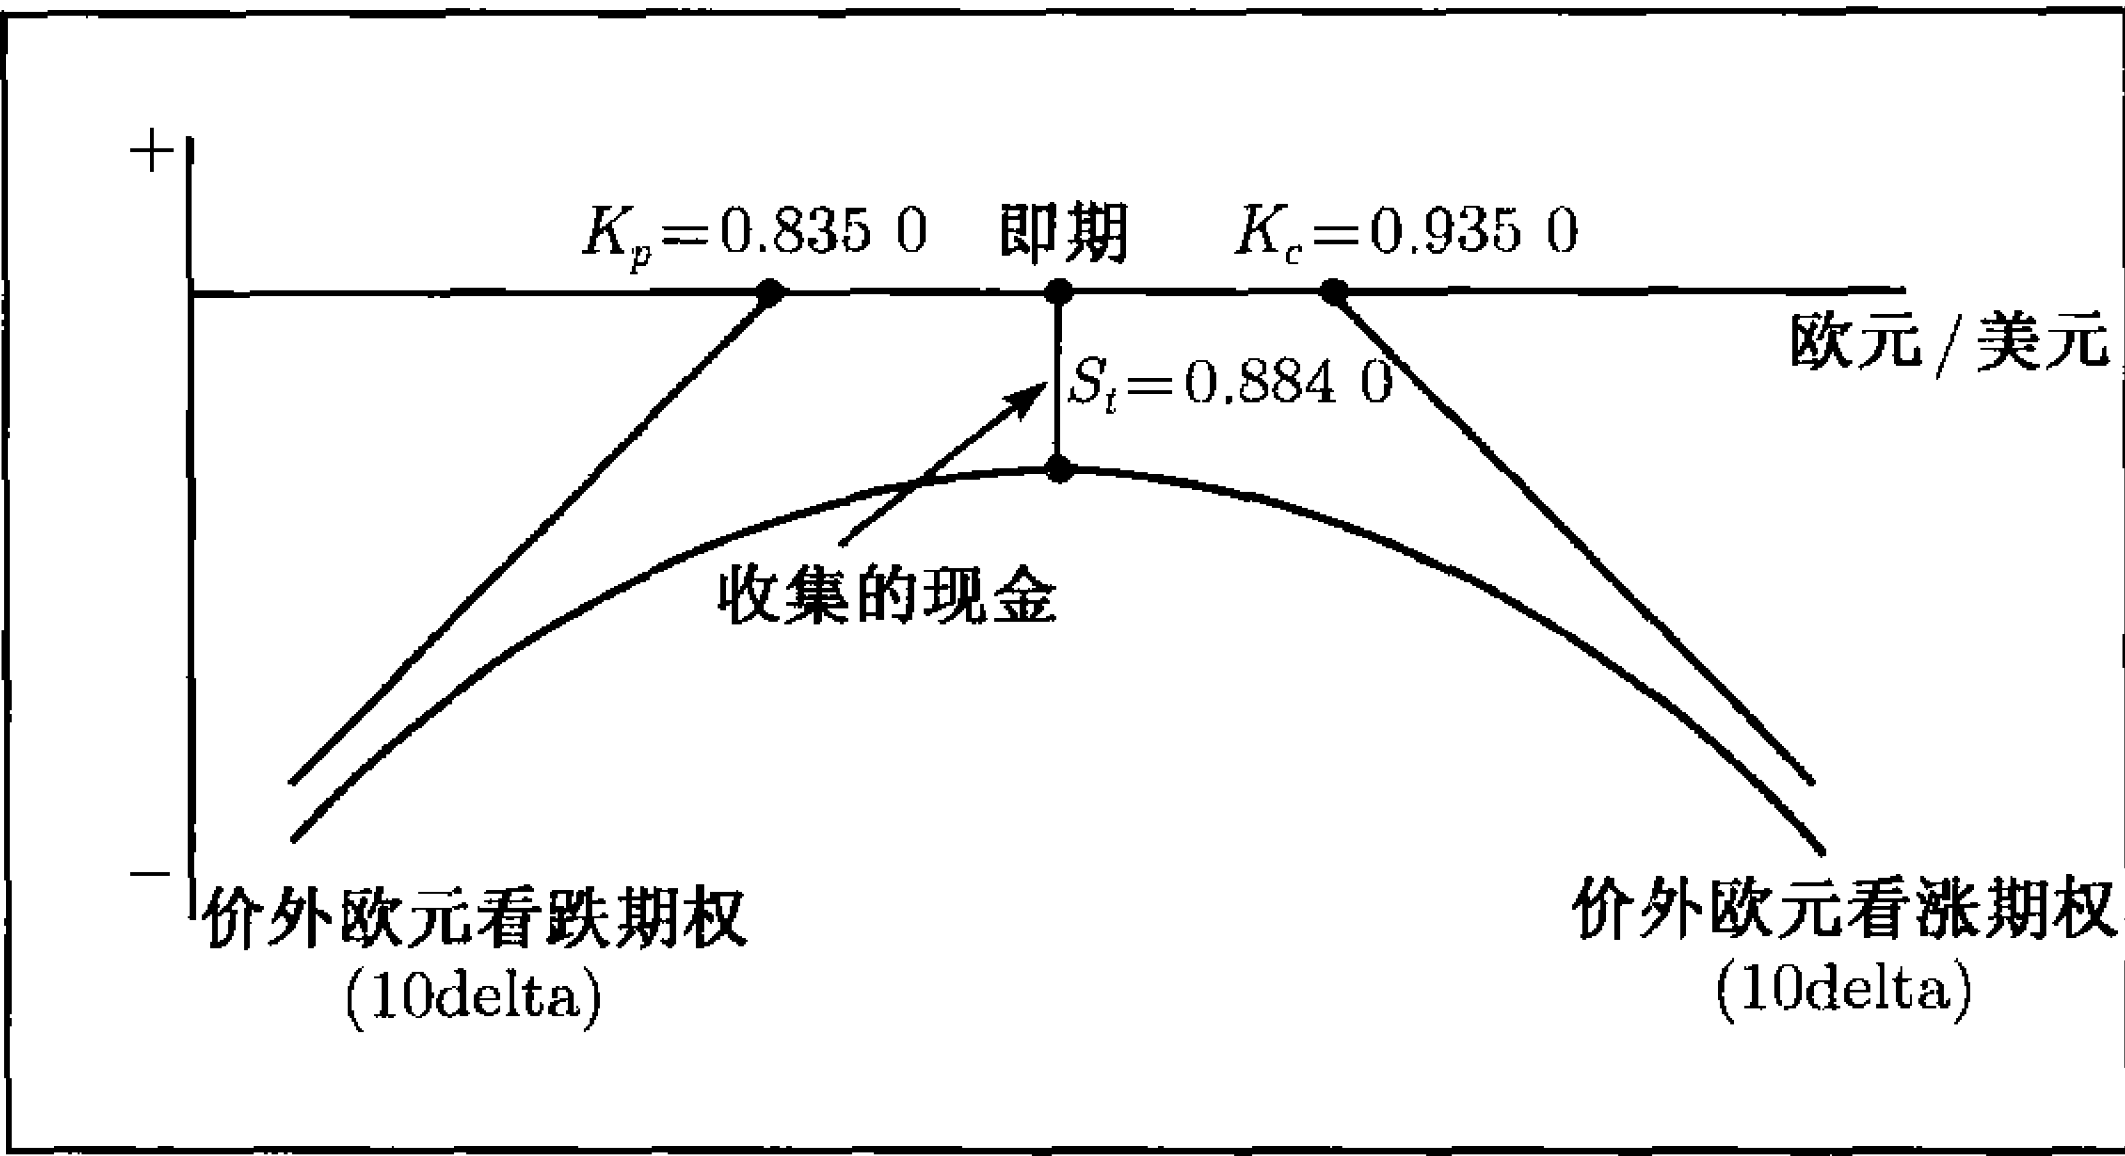 +
K_p=0.835 0 即期 K_c=0.935 0
欧元/美元
S_t=0.884 0
收集的现金
−
价外欧元看跌期权 价外欧元看涨期权
(10delta) (10delta)